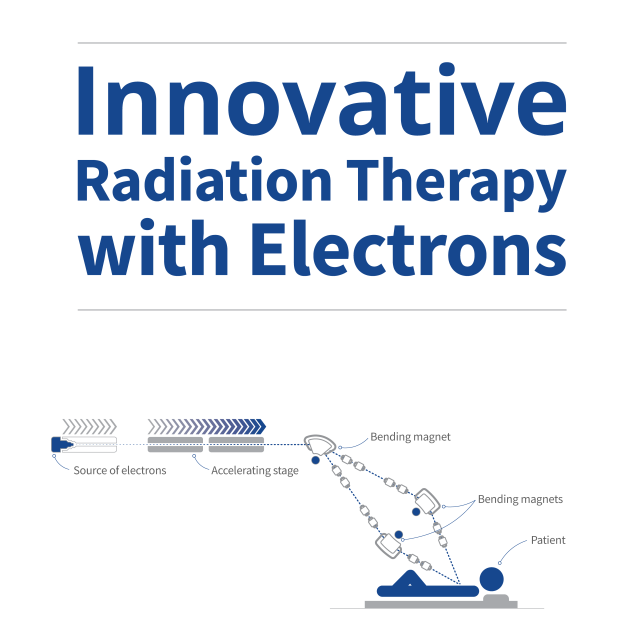 Innovative
Radiation Therapy
with Electrons
Bending magnet
Source of electrons
Accelerating stage
Bending magnets
Patient